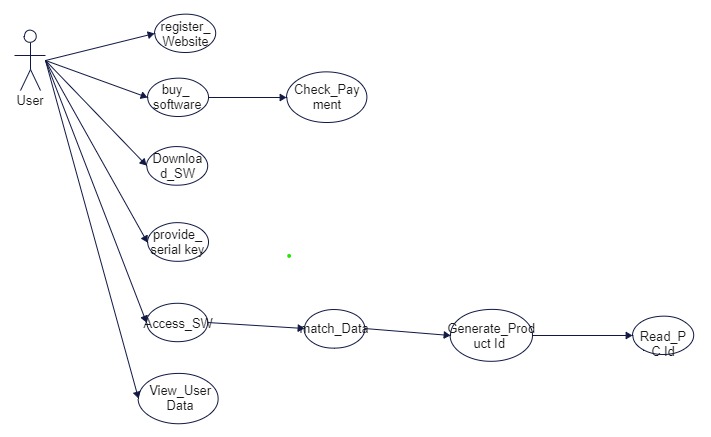 register_
Website
User
buy_
software
Check_Pay
ment
Downloa
d_SW
provide_
serial key
Access_SW
match_Data
Generate_Prod
uct Id
Read_P
C Id
View_User
Data